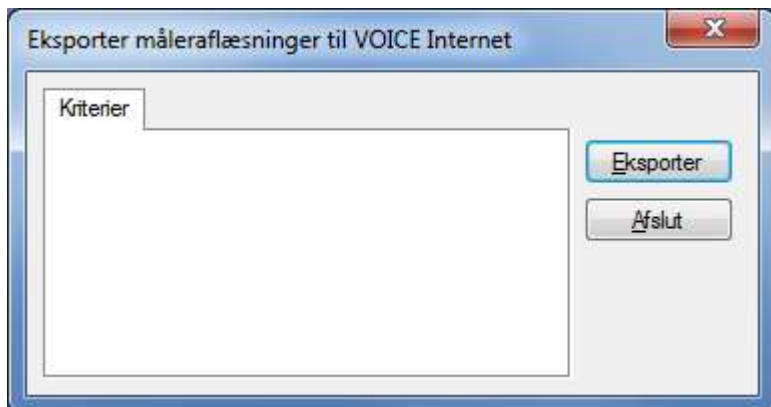 Eksporter måleraflæsninger til VOICE Internet
Kriterier
Eksporter
Afslut